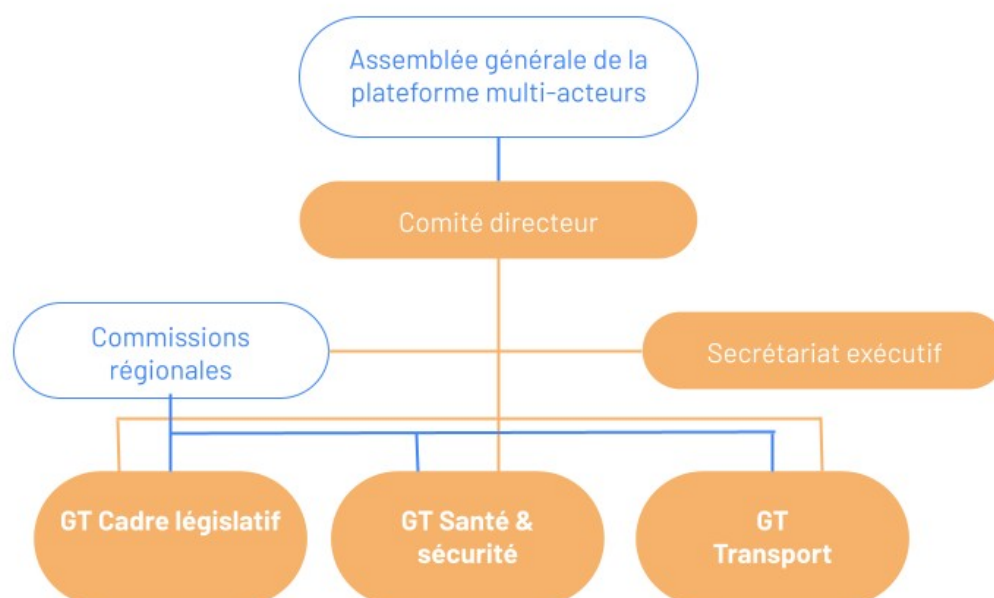 Assemblée générale de la
plateforme multi-acteurs
Comité directeur
Commissions
régionales
Secrétariat exécutif
GT Cadre législatif
GT Santé &
sécurité
GT
Transport